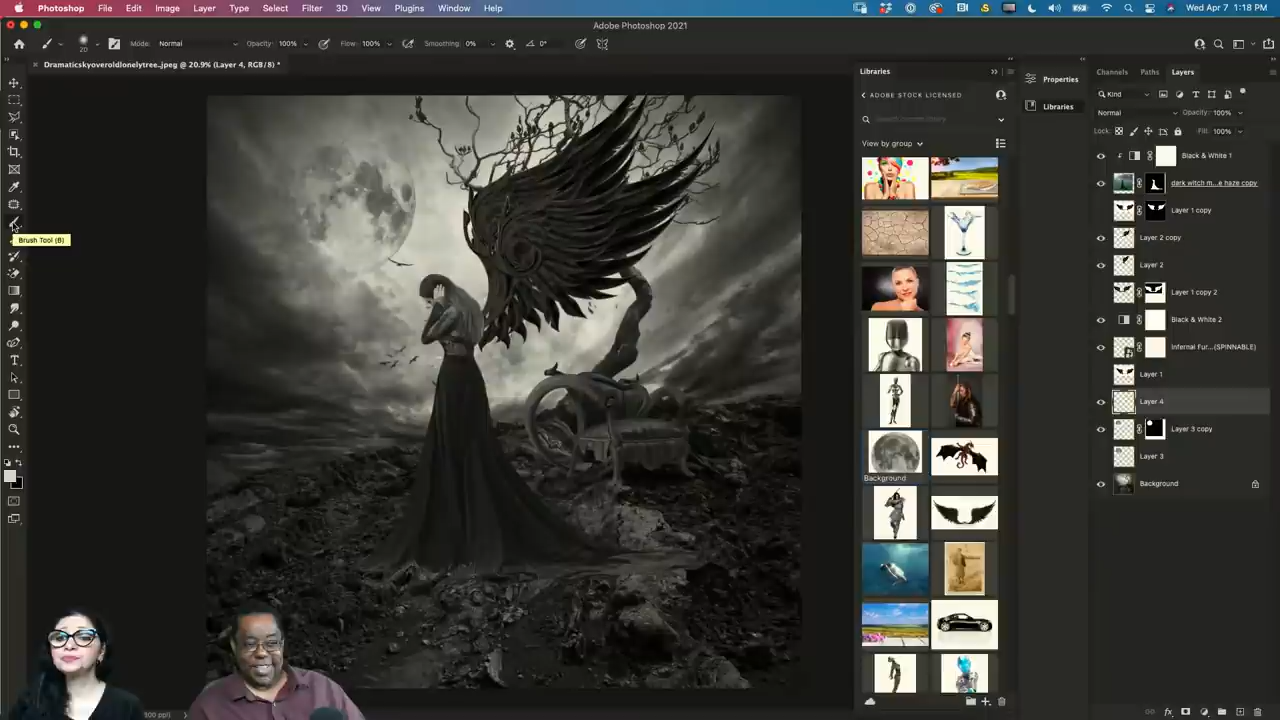 Photoshop File Edit Image Layer Type Select Filter 3D View Plugins Window Help Wed Apr 7 1:18 PM
Adobe Photoshop 2021
20 Mode: Normal Opacity: 100% Flow: 100% Smoothing: 0% 0°
Dramaticskyoveroldlonelytree..jpeg @ 20.9% (Layer 4, RGB/8) *
Brush Tool (B)
Libraries
ADOBE STOCK LICENSED
View by group
Background
Properties
Libraries
Channels Paths Layers
Kind
Normal Opacity: 100%
Lock: Fill: 100%
Black & White 1
dark witch m...e haze copy
Layer 1 copy
Layer 2 copy
Layer 2
Layer 1 copy 2
Black & White 2
Infernal Fur...(SPINNABLE)
Layer 1
Layer 4
Layer 3 copy
Layer 3
Background